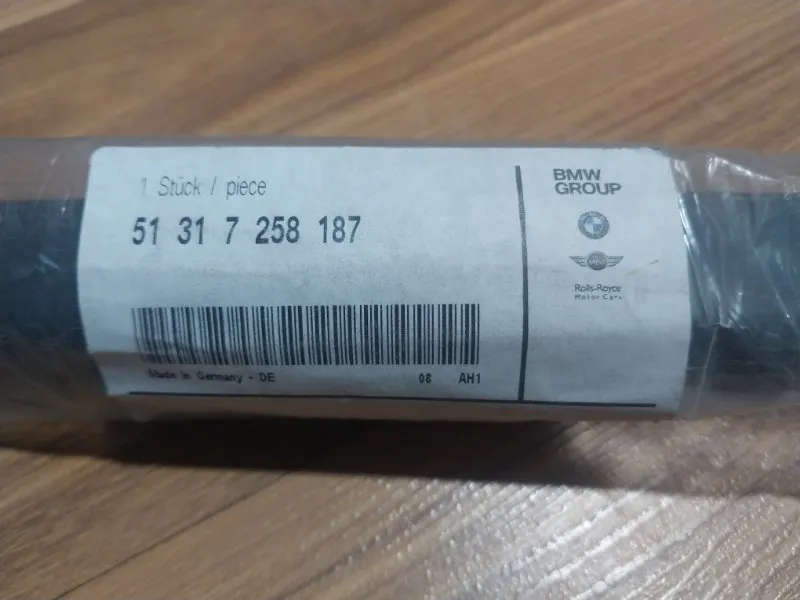 1 Stück / piece
51 31 7 258 187
Made in Germany - DE
08 AH1
BMW
GROUP
Rolls-Royce
Motor Cars